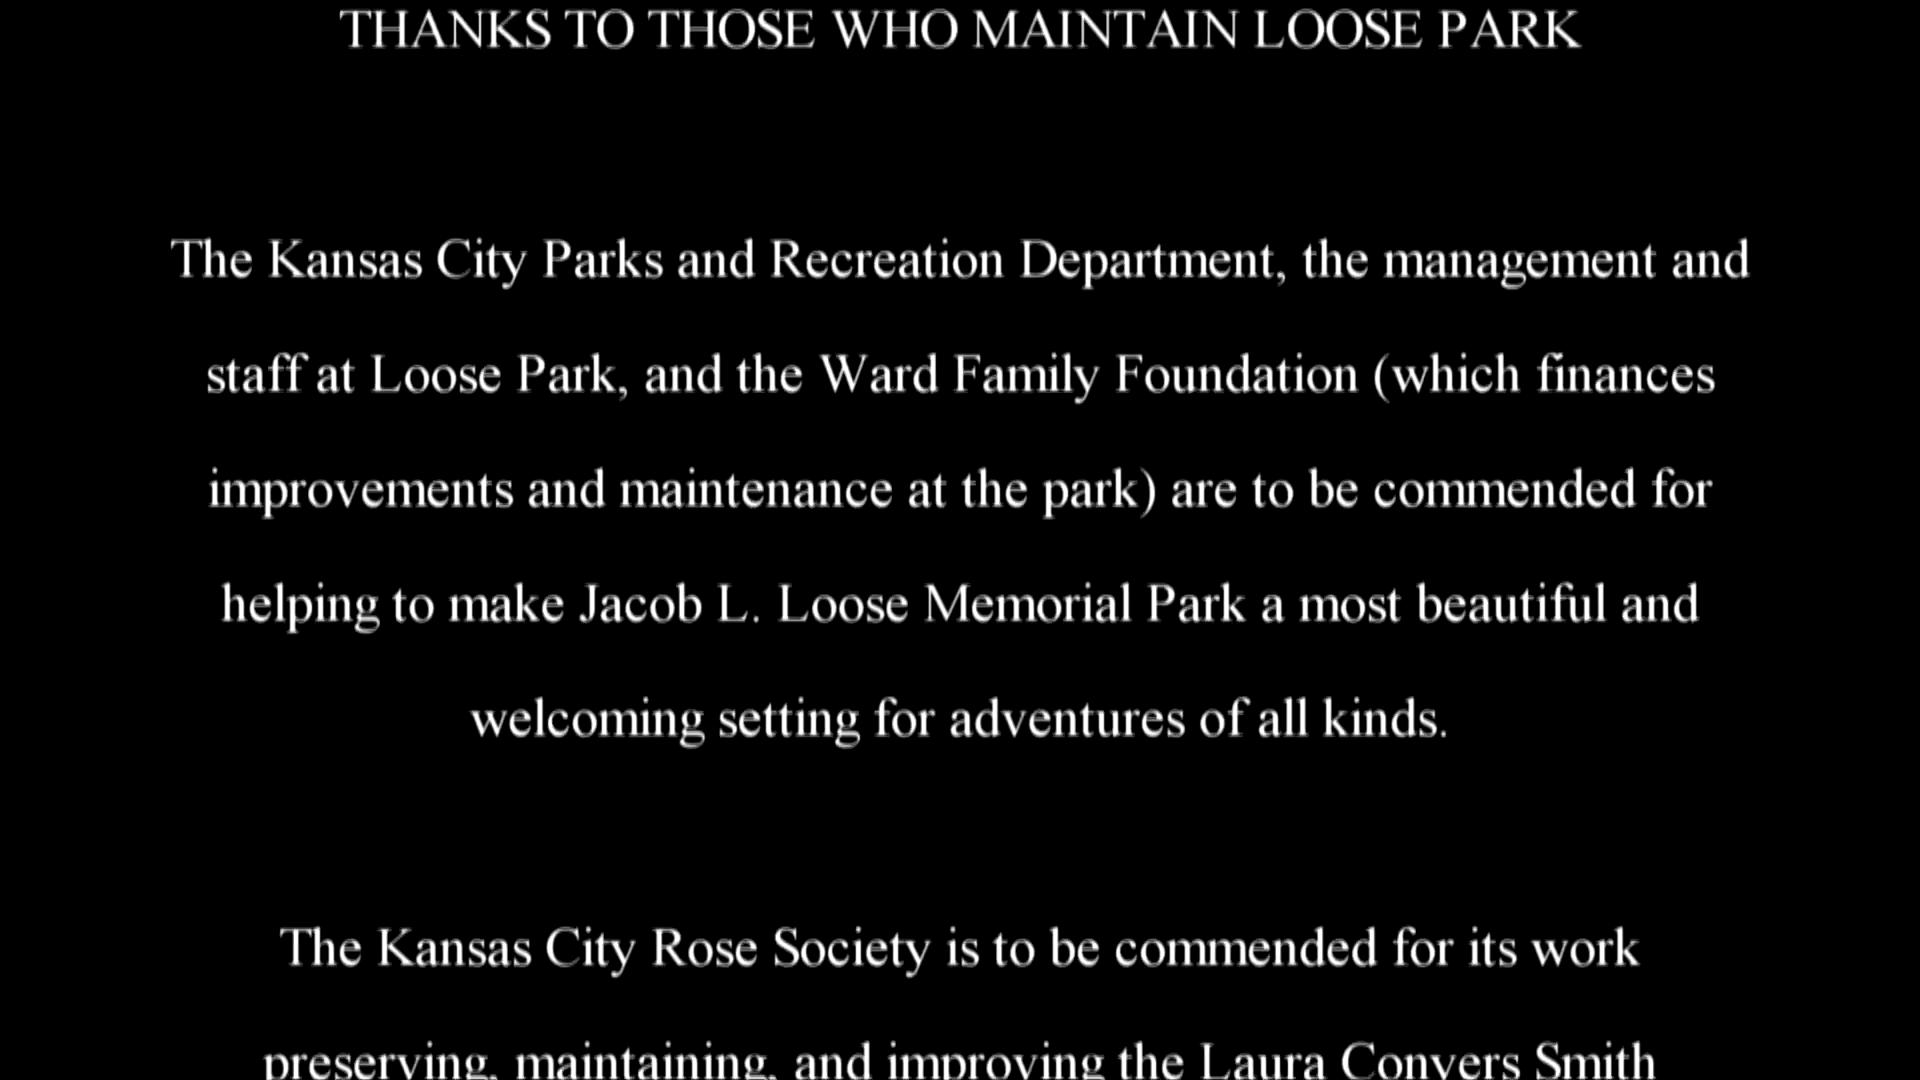 THANKS TO THOSE WHO MAINTAIN LOOSE PARK
The Kansas City Parks and Recreation Department, the management and
staff at Loose Park, and the Ward Family Foundation (which finances
improvements and maintenance at the park) are to be commended for
helping to make Jacob L. Loose Memorial Park a most beautiful and
welcoming setting for adventures of all kinds.
The Kansas City Rose Society is to be commended for its work
preserving, maintaining, and improving the Laura Conyers Smith